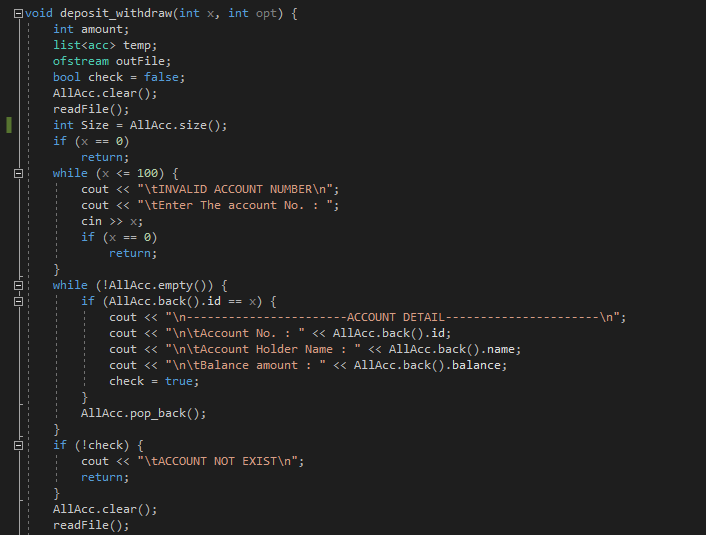 void deposit_withdraw(int x, int opt) {
int amount;
list<acc> temp;
ofstream outFile;
bool check = false;
AllAcc.clear();
readFile();
int Size = AllAcc.size();
if (x == 0)
return;
while (x <= 100) {
cout << "\tINVALID ACCOUNT NUMBER\n";
cout << "\tEnter The account No. : ";
cin >> x;
if (x == 0)
return;
}
while (!AllAcc.empty()) {
if (AllAcc.back().id == x) {
cout << "\n-----------------------ACCOUNT DETAIL----------------------\n";
cout << "\n\tAccount No. : " << AllAcc.back().id;
cout << "\n\tAccount Holder Name : " << AllAcc.back().name;
cout << "\n\tBalance amount : " << AllAcc.back().balance;
check = true;
}
AllAcc.pop_back();
}
if (!check) {
cout << "\tACCOUNT NOT EXIST\n";
return;
}
AllAcc.clear();
readFile();